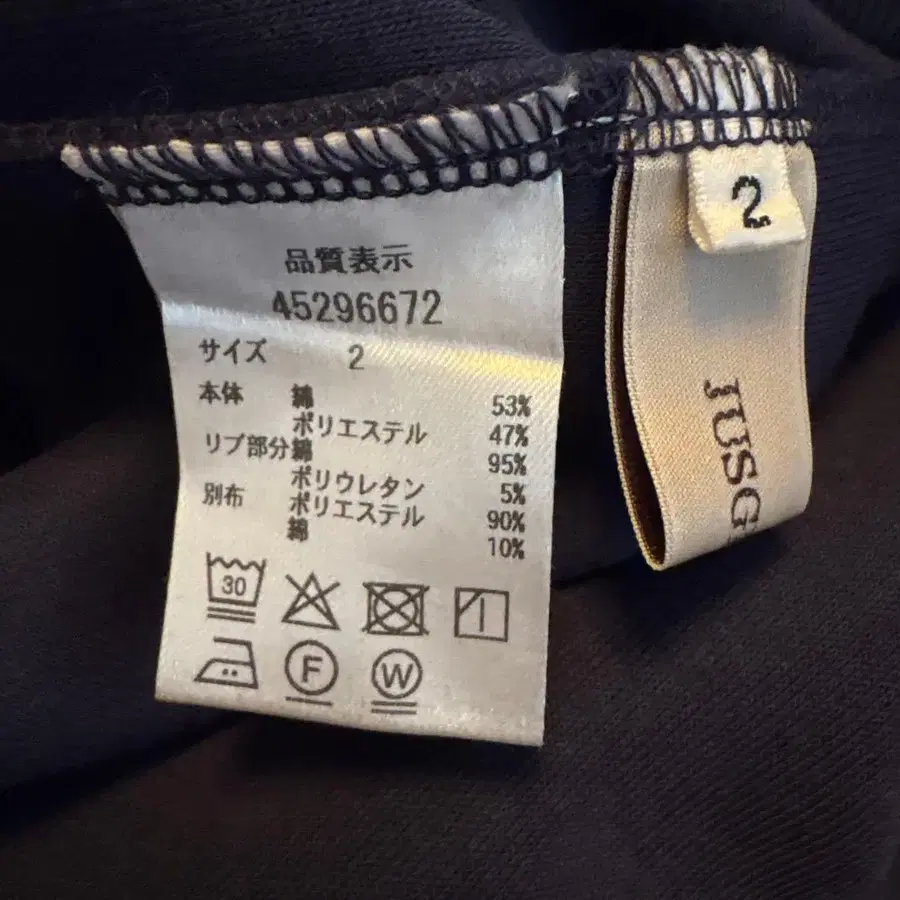 品質表示
45296672
サイズ 2
本体 綿 53%
ポリエステル 47%
リブ部分 綿 95%
ポリウレタン 5%
別布 ポリエステル 90%
綿 10%
30
F
W
2
JUSG